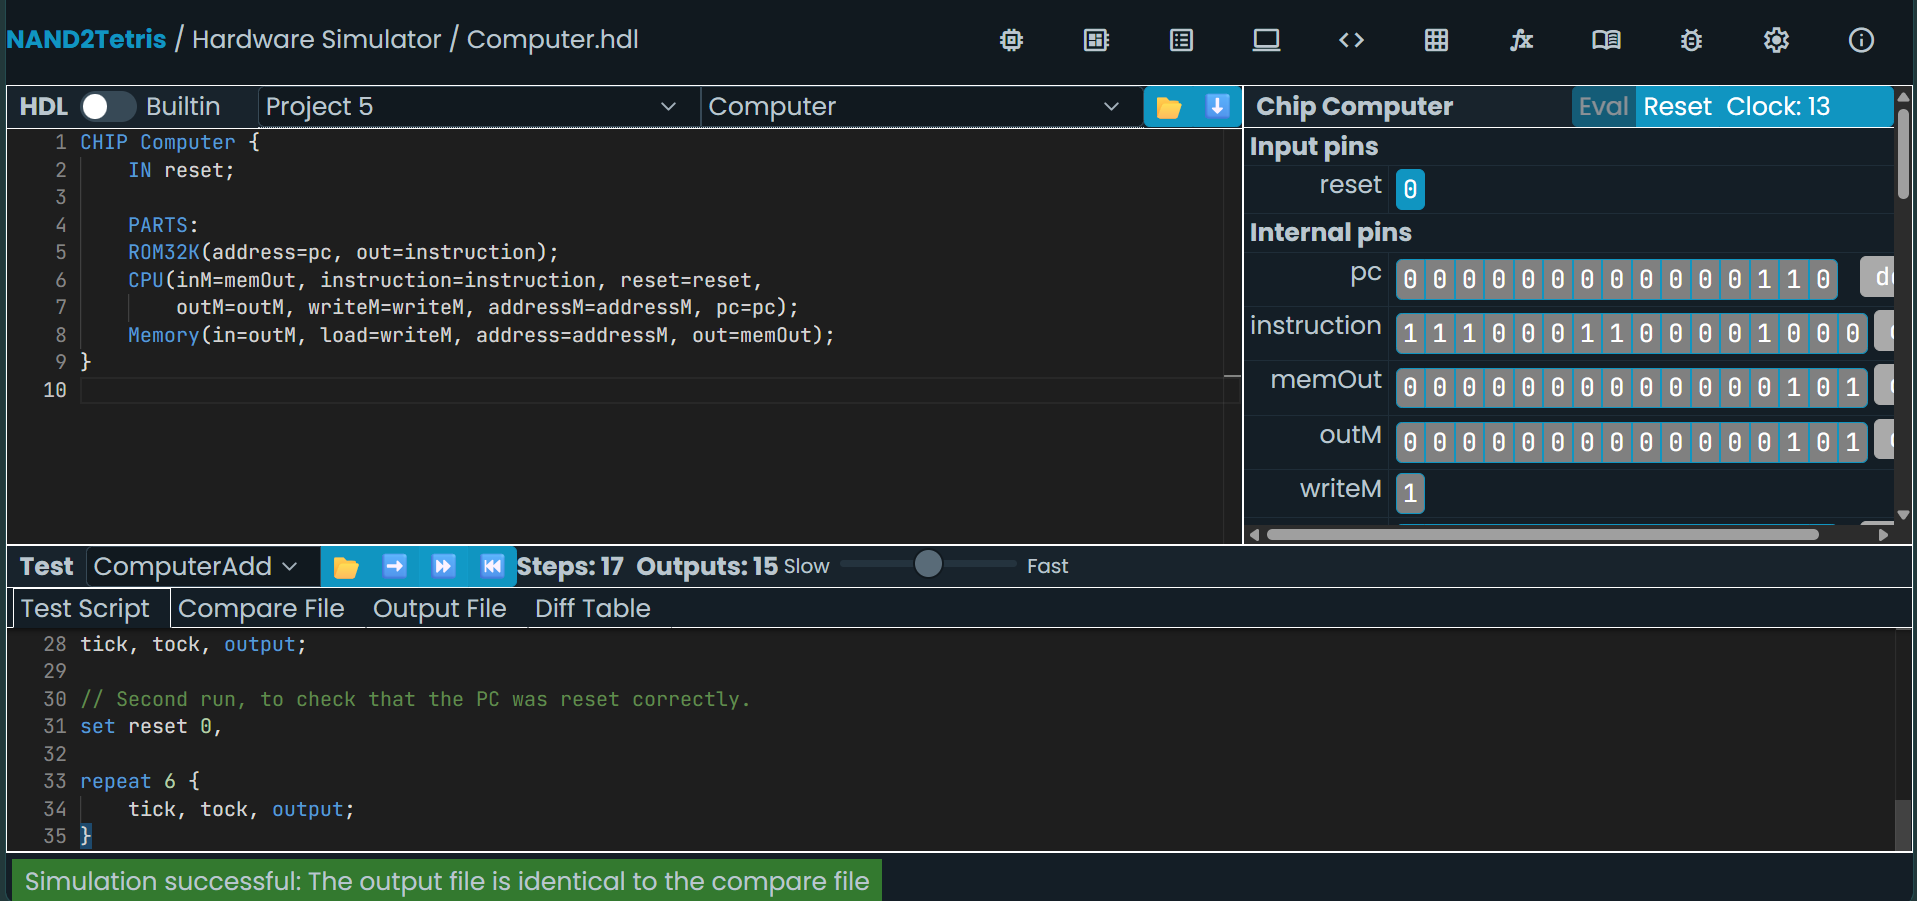 NAND2Tetris / Hardware Simulator / Computer.hdl
HDL Builtin Project 5 Computer
1 CHIP Computer {
2 IN reset;
3
4 PARTS:
5 ROM32K(address=pc, out=instruction);
6 CPU(inM=memOut, instruction=instruction, reset=reset,
7 outM=outM, writeM=writeM, addressM=addressM, pc=pc);
8 Memory(in=outM, load=writeM, address=addressM, out=memOut);
9 }
10
Chip Computer Eval Reset Clock: 13
Input pins
reset 0
Internal pins
pc 0 0 0 0 0 0 0 0 0 0 0 0 1 1 0
instruction 1 1 1 0 0 0 1 1 0 0 0 0 1 0 0 0
memOut 0 0 0 0 0 0 0 0 0 0 0 0 0 1 0 1
outM 0 0 0 0 0 0 0 0 0 0 0 0 0 1 0 1
writeM 1
Test ComputerAdd Steps: 17 Outputs: 15 Slow Fast
Test Script Compare File Output File Diff Table
28 tick, tock, output;
29
30 // Second run, to check that the PC was reset correctly.
31 set reset 0,
32
33 repeat 6 {
34 tick, tock, output;
35 }
Simulation successful: The output file is identical to the compare file